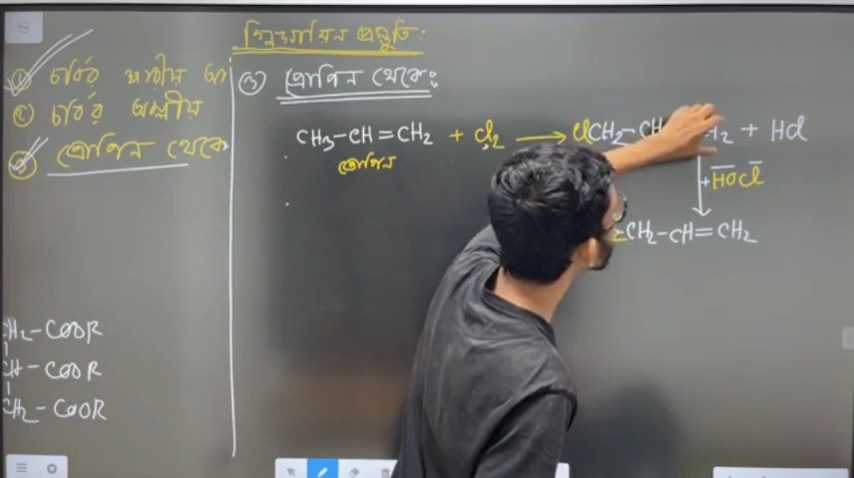 গ্লিসারিন প্রস্তুতি:
① চর্বির ক্ষারীয় আ
② চর্বির অম্লীয়
③ প্রোপিন থেকে
③ প্রোপিন থেকে:
CH₃–CH=CH₂ + Cl₂ → ClCH₂–CH H₂ + HCl
প্রোপিন
+HOCl
CH₂–CH=CH₂
CH₂–COOR
CH–COOR
CH₂–COOR